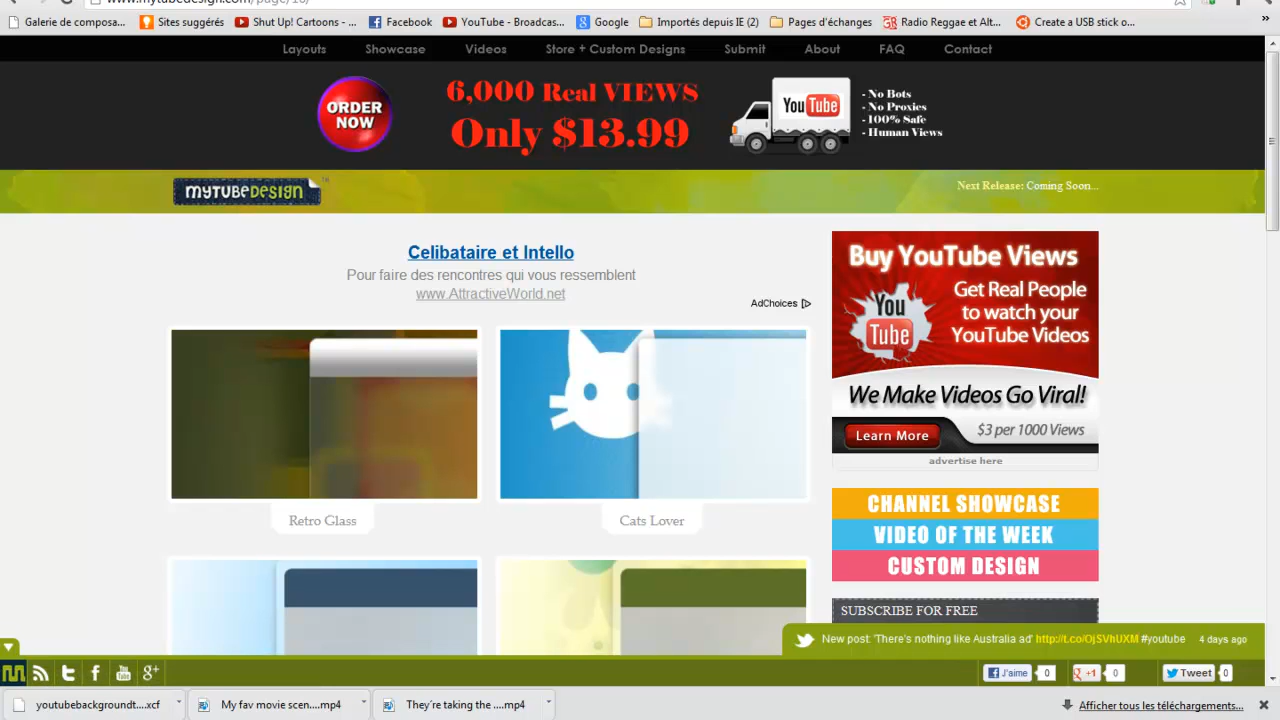 www.mytubedesign.com/page/16/
Galerie de composa...
Sites suggérés
Shut Up! Cartoons - ...
Facebook
YouTube - Broadcas...
Google
Importés depuis IE (2)
Pages d'échanges
Radio Reggae et Alt...
Create a USB stick o...
»
Layouts
Showcase
Videos
Store + Custom Designs
Submit
About
FAQ
Contact
ORDER
NOW
6,000 Real VIEWS
Only $13.99
YouTube
- No Bots
- No Proxies
- 100% Safe
- Human Views
MYTUBEDESIGN™
Next Release: Coming Soon...
Celibataire et Intello
Pour faire des rencontres qui vous ressemblent
www.AttractiveWorld.net
AdChoices
Buy YouTube Views
You
Tube
Get Real People
to watch your
YouTube Videos
We Make Videos Go Viral!
Learn More
$3 per 1000 Views
advertise here
Retro Glass
Cats Lover
CHANNEL SHOWCASE
VIDEO OF THE WEEK
CUSTOM DESIGN
SUBSCRIBE FOR FREE
New post: 'There's nothing like Australia ad' http://t.co/OjSVhUXM #youtube
4 days ago
You
Tube
g+
J'aime
0
+1
0
Tweet
0
youtubebackgroundt....xcf
My fav movie scen....mp4
They're taking the ....mp4
Afficher tous les téléchargements...